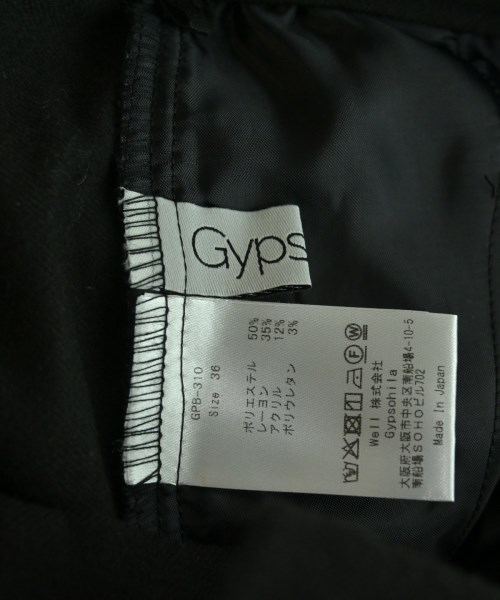 Gyps
GPB-310
Size 36
ポリエステル 50%
レーヨン 35%
アクリル 12%
ポリウレタン 3%
Well 株式会社
Gypsohila
大阪府大阪市中央区南船場4-10-5
南船場SOHOビル702
Made In Japan